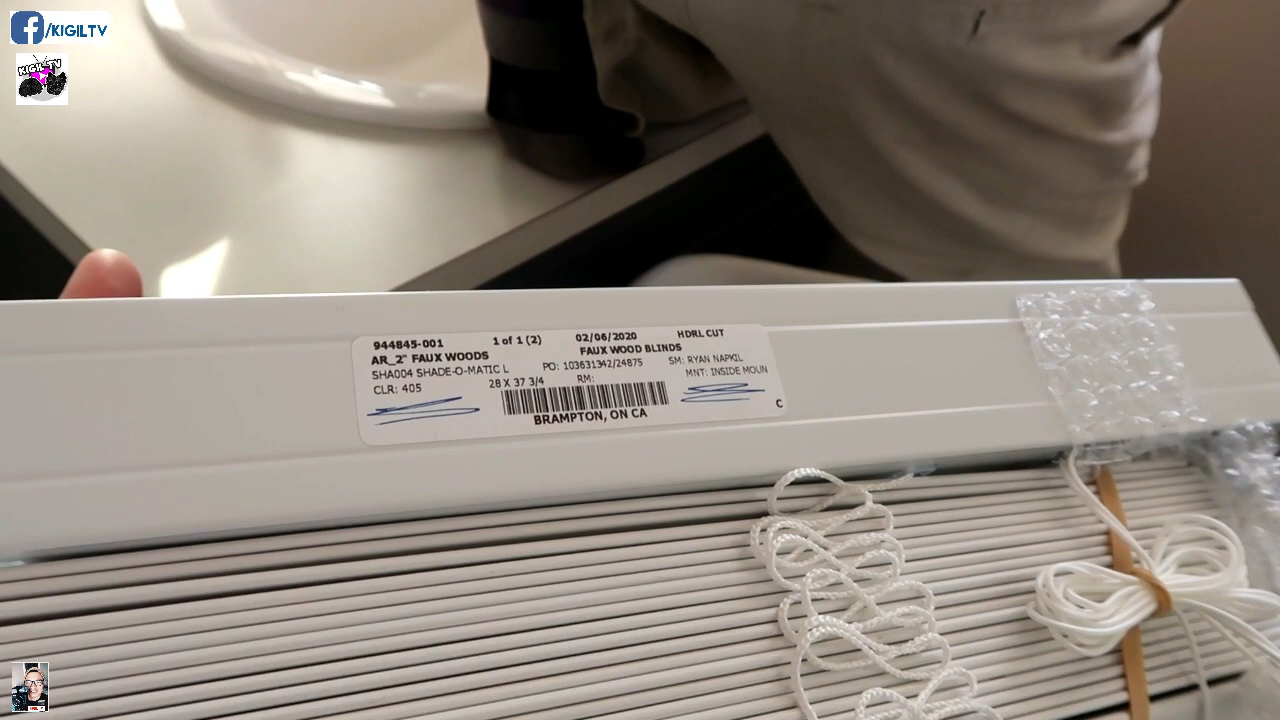 /KIGILTV
KIGIL TV
944845-001 1 of 1 (2) 02/06/2020 HDRL CUT
AR_2" FAUX WOODS FAUX WOOD BLINDS
SHA004 SHADE-O-MATIC L PO: 103631342/24875 SM: RYAN NAPKIL
CLR: 405 28 X 37 3/4 RM: MNT: INSIDE MOUN
BRAMPTON, ON CA C